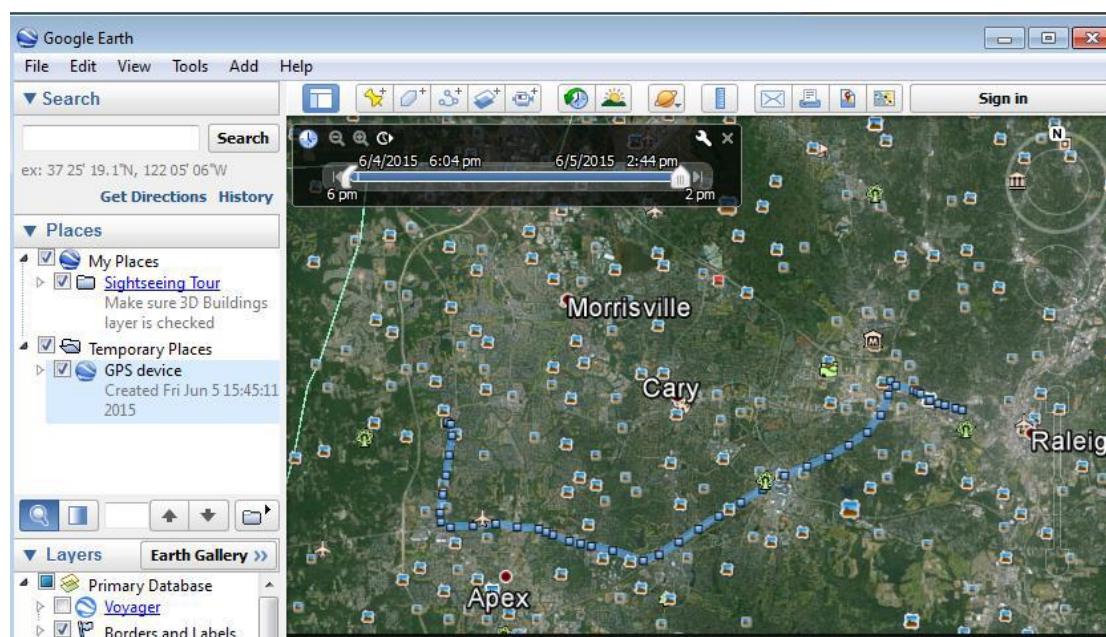 Google Earth
File Edit View Tools Add Help
Search
Search
ex: 37 25' 19.1"N, 122 05' 06"W
Get Directions History
Places
My Places
Sightseeing Tour
Make sure 3D Buildings
layer is checked
Temporary Places
GPS device
Created Fri Jun 5 15:45:11
2015
Layers
Earth Gallery >>
Primary Database
Voyager
Borders and Labels
Sign in
6/4/2015 6:04 pm
6/5/2015 2:44 pm
6 pm
2 pm
N
Morrisville
Cary
Raleig
Apex